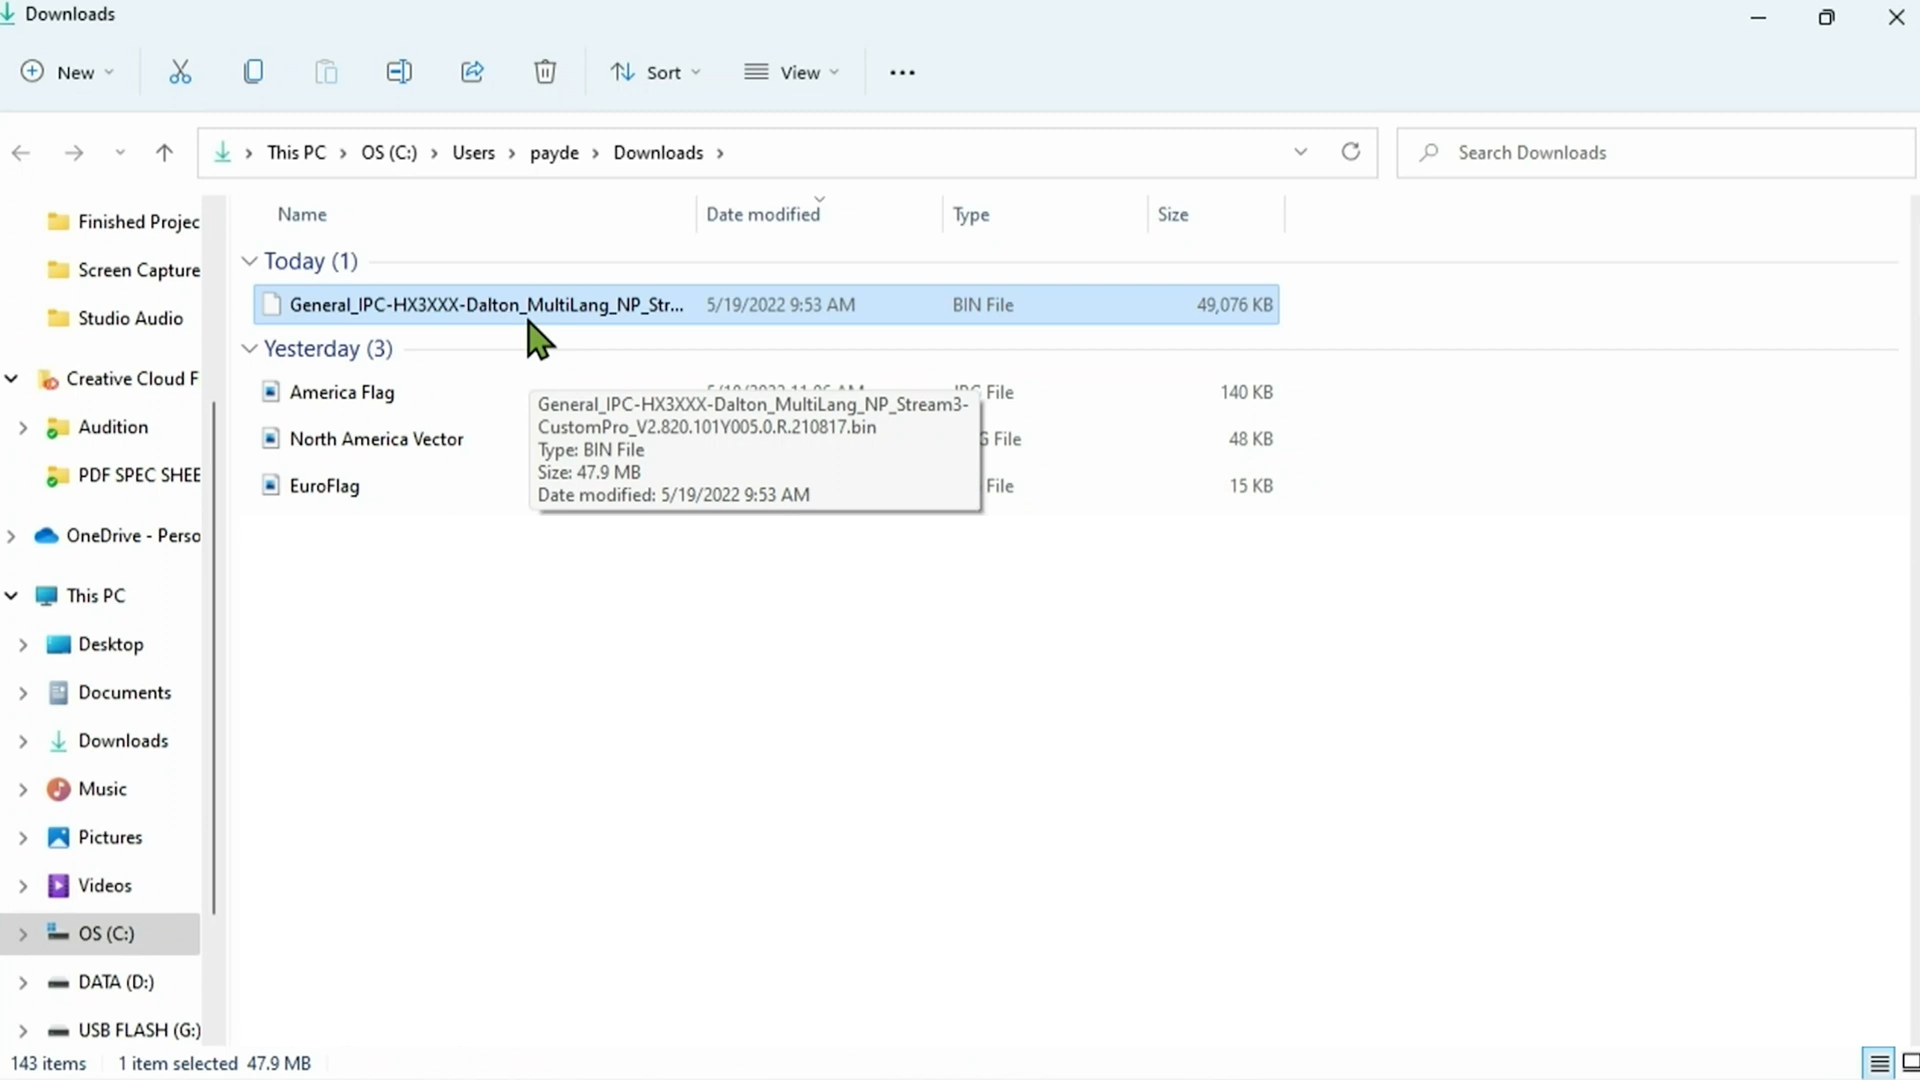 Downloads
New
Sort
View
This PC
OS (C:)
Users
payde
Downloads
Search Downloads
Name
Date modified
Type
Size
Today (1)
General_IPC-HX3XXX-Dalton_MultiLang_NP_Str... 5/19/2022 9:53 AM BIN File 49,076 KB
Yesterday (3)
America Flag File 140 KB
North America Vector File 48 KB
EuroFlag File 15 KB
General_IPC-HX3XXX-Dalton_MultiLang_NP_Stream3-
CustomPro_V2.820.101Y005.0.R.210817.bin
Type: BIN File
Size: 47.9 MB
Date modified: 5/19/2022 9:53 AM
Finished Projec
Screen Capture
Studio Audio
Creative Cloud F
Audition
PDF SPEC SHEE
OneDrive - Perso
This PC
Desktop
Documents
Downloads
Music
Pictures
Videos
OS (C:)
DATA (D:)
USB FLASH (G:)
143 items 1 item selected 47.9 MB